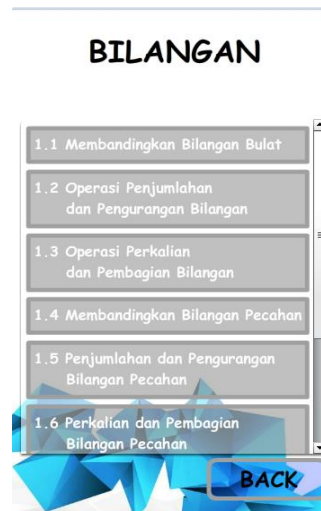 BILANGAN
1.1 Membandingkan Bilangan Bulat
1.2 Operasi Penjumlahan
dan Pengurangan Bilangan
1.3 Operasi Perkalian
dan Pembagian Bilangan
1.4 Membandingkan Bilangan Pecahan
1.5 Penjumlahan dan Pengurangan
Bilangan Pecahan
1.6 Perkalian dan Pembagian
Bilangan Pecahan
BACK